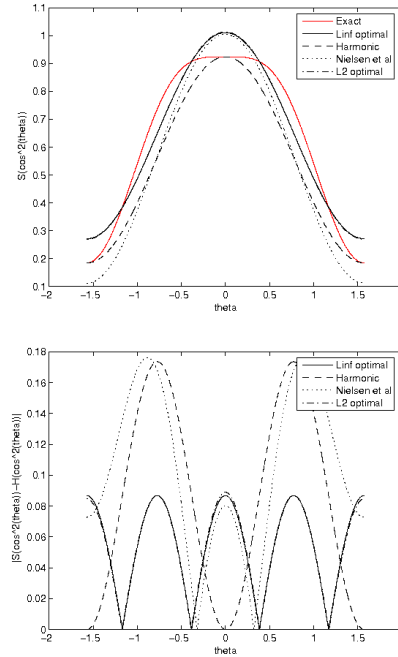 1.1
1
0.9
0.8
0.7
0.6
0.5
0.4
0.3
0.2
0.1
S(cos^2(theta))
Exact
Linf optimal
Harmonic
Nielsen et al
L2 optimal
−2 −1.5 −1 −0.5 0 0.5 1 1.5 2
theta
0.18
0.16
0.14
0.12
0.1
0.08
0.06
0.04
0.02
0
|S(cos^2(theta))−H(cos^2(theta))|
Linf optimal
Harmonic
Nielsen et al
L2 optimal
−2 −1.5 −1 −0.5 0 0.5 1 1.5
theta